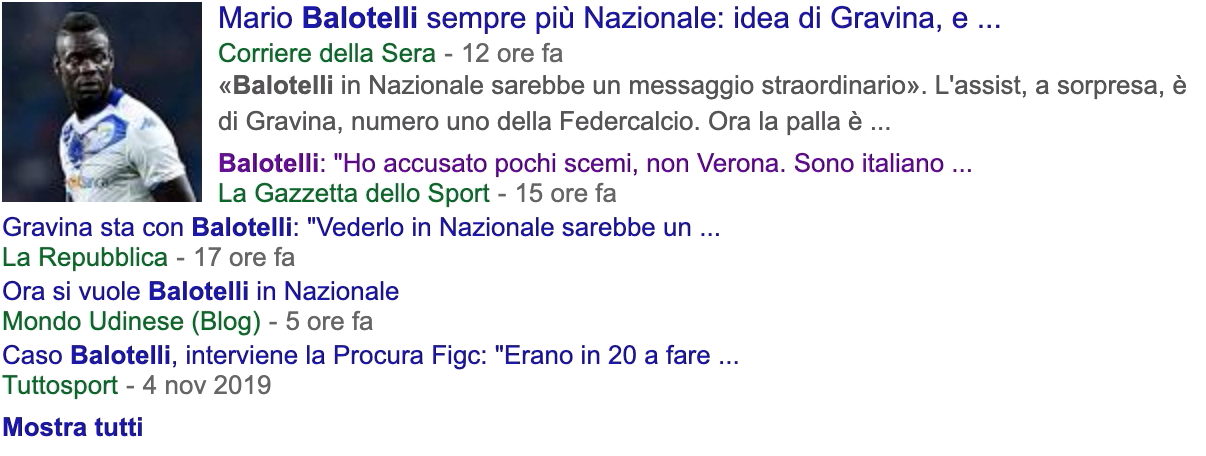 Mario Balotelli sempre più Nazionale: idea di Gravina, e ...
Corriere della Sera - 12 ore fa
«Balotelli in Nazionale sarebbe un messaggio straordinario». L'assist, a sorpresa, è
di Gravina, numero uno della Federcalcio. Ora la palla è ...
Balotelli: "Ho accusato pochi scemi, non Verona. Sono italiano ...
La Gazzetta dello Sport - 15 ore fa
Gravina sta con Balotelli: "Vederlo in Nazionale sarebbe un ...
La Repubblica - 17 ore fa
Ora si vuole Balotelli in Nazionale
Mondo Udinese (Blog) - 5 ore fa
Caso Balotelli, interviene la Procura Figc: "Erano in 20 a fare ...
Tuttosport - 4 nov 2019
Mostra tutti